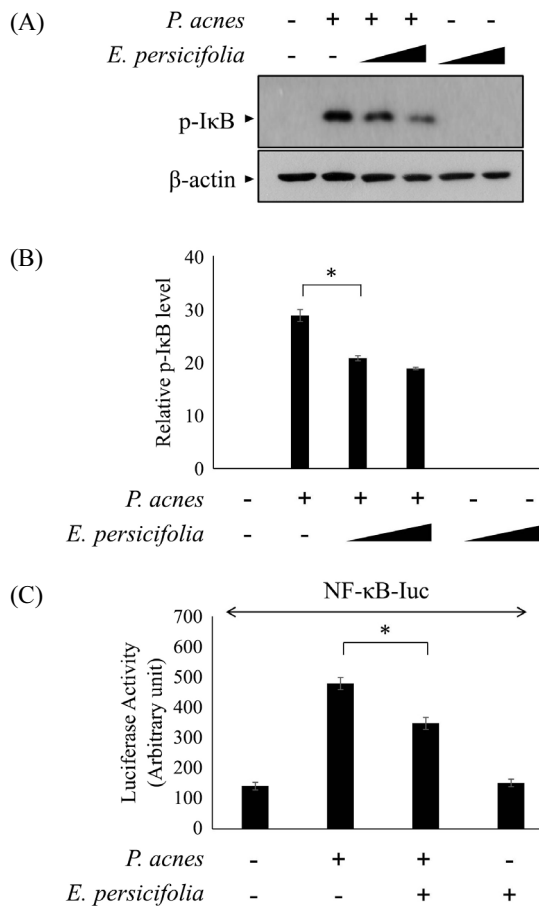 (A)
P. acnes - + + + - -
E. persicifolia - -
p-IκB
β-actin
(B)
Relative p-IκB level
40
30
20
10
0
*
P. acnes - + + + - -
E. persicifolia - -
(C)
NF-κB-Iuc
Luciferase Activity
(Arbitrary unit)
700
600
500
400
300
200
100
0
*
P. acnes - + + -
E. persicifolia - - + +